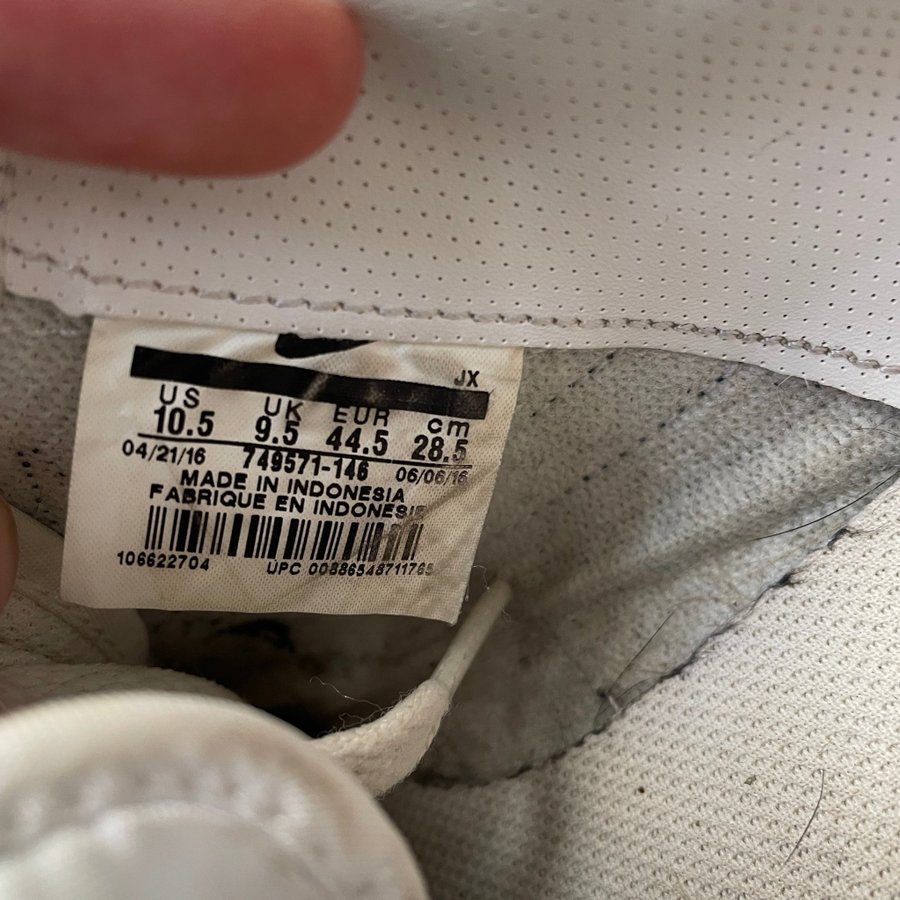 JX
US UK EUR cm
10.5 9.5 44.5 28.5
04/21/16 749571-146 06/06/16
MADE IN INDONESIA
FABRIQUE EN INDONESIE
106622704 UPC 00886548711765